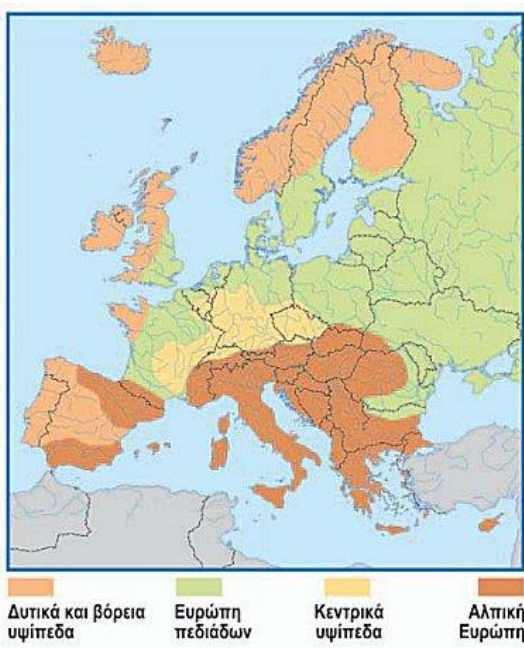 Δυτικά και βόρεια
υψίπεδα
Ευρώπη
πεδιάδων
Κεντρικά
υψίπεδα
Αλπική
Ευρώπη